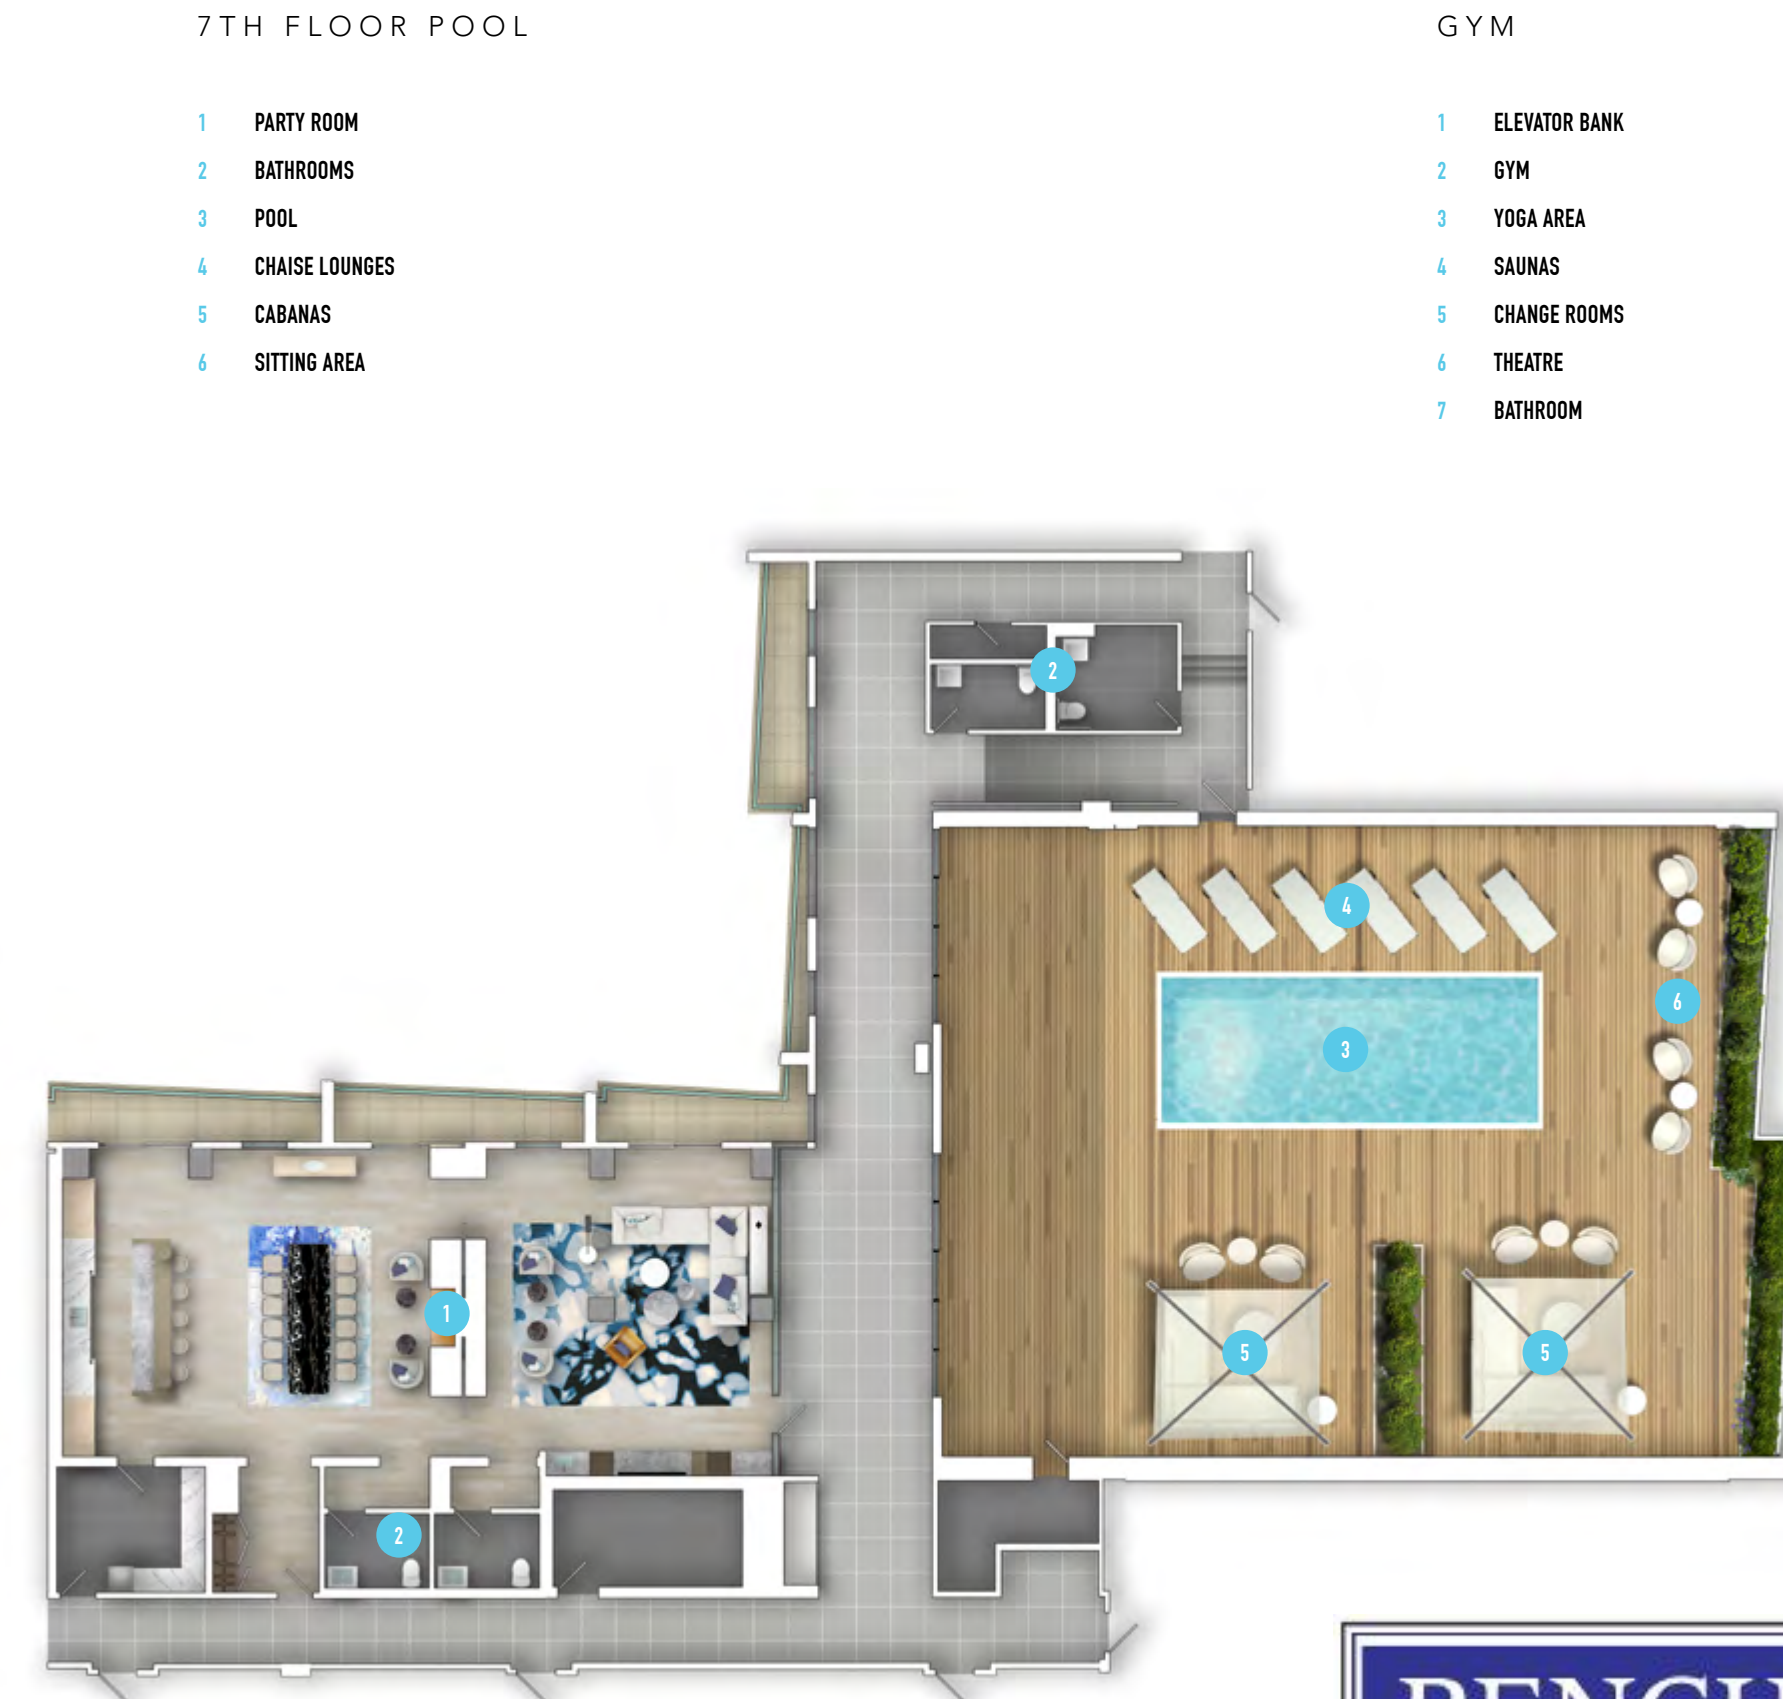 7TH FLOOR POOL
1 PARTY ROOM
2 BATHROOMS
3 POOL
4 CHAISE LOUNGES
5 CABANAS
6 SITTING AREA
GYM
1 ELEVATOR BANK
2 GYM
3 YOGA AREA
4 SAUNAS
5 CHANGE ROOMS
6 THEATRE
7 BATHROOM
2
4
6
3
1
5
5
2